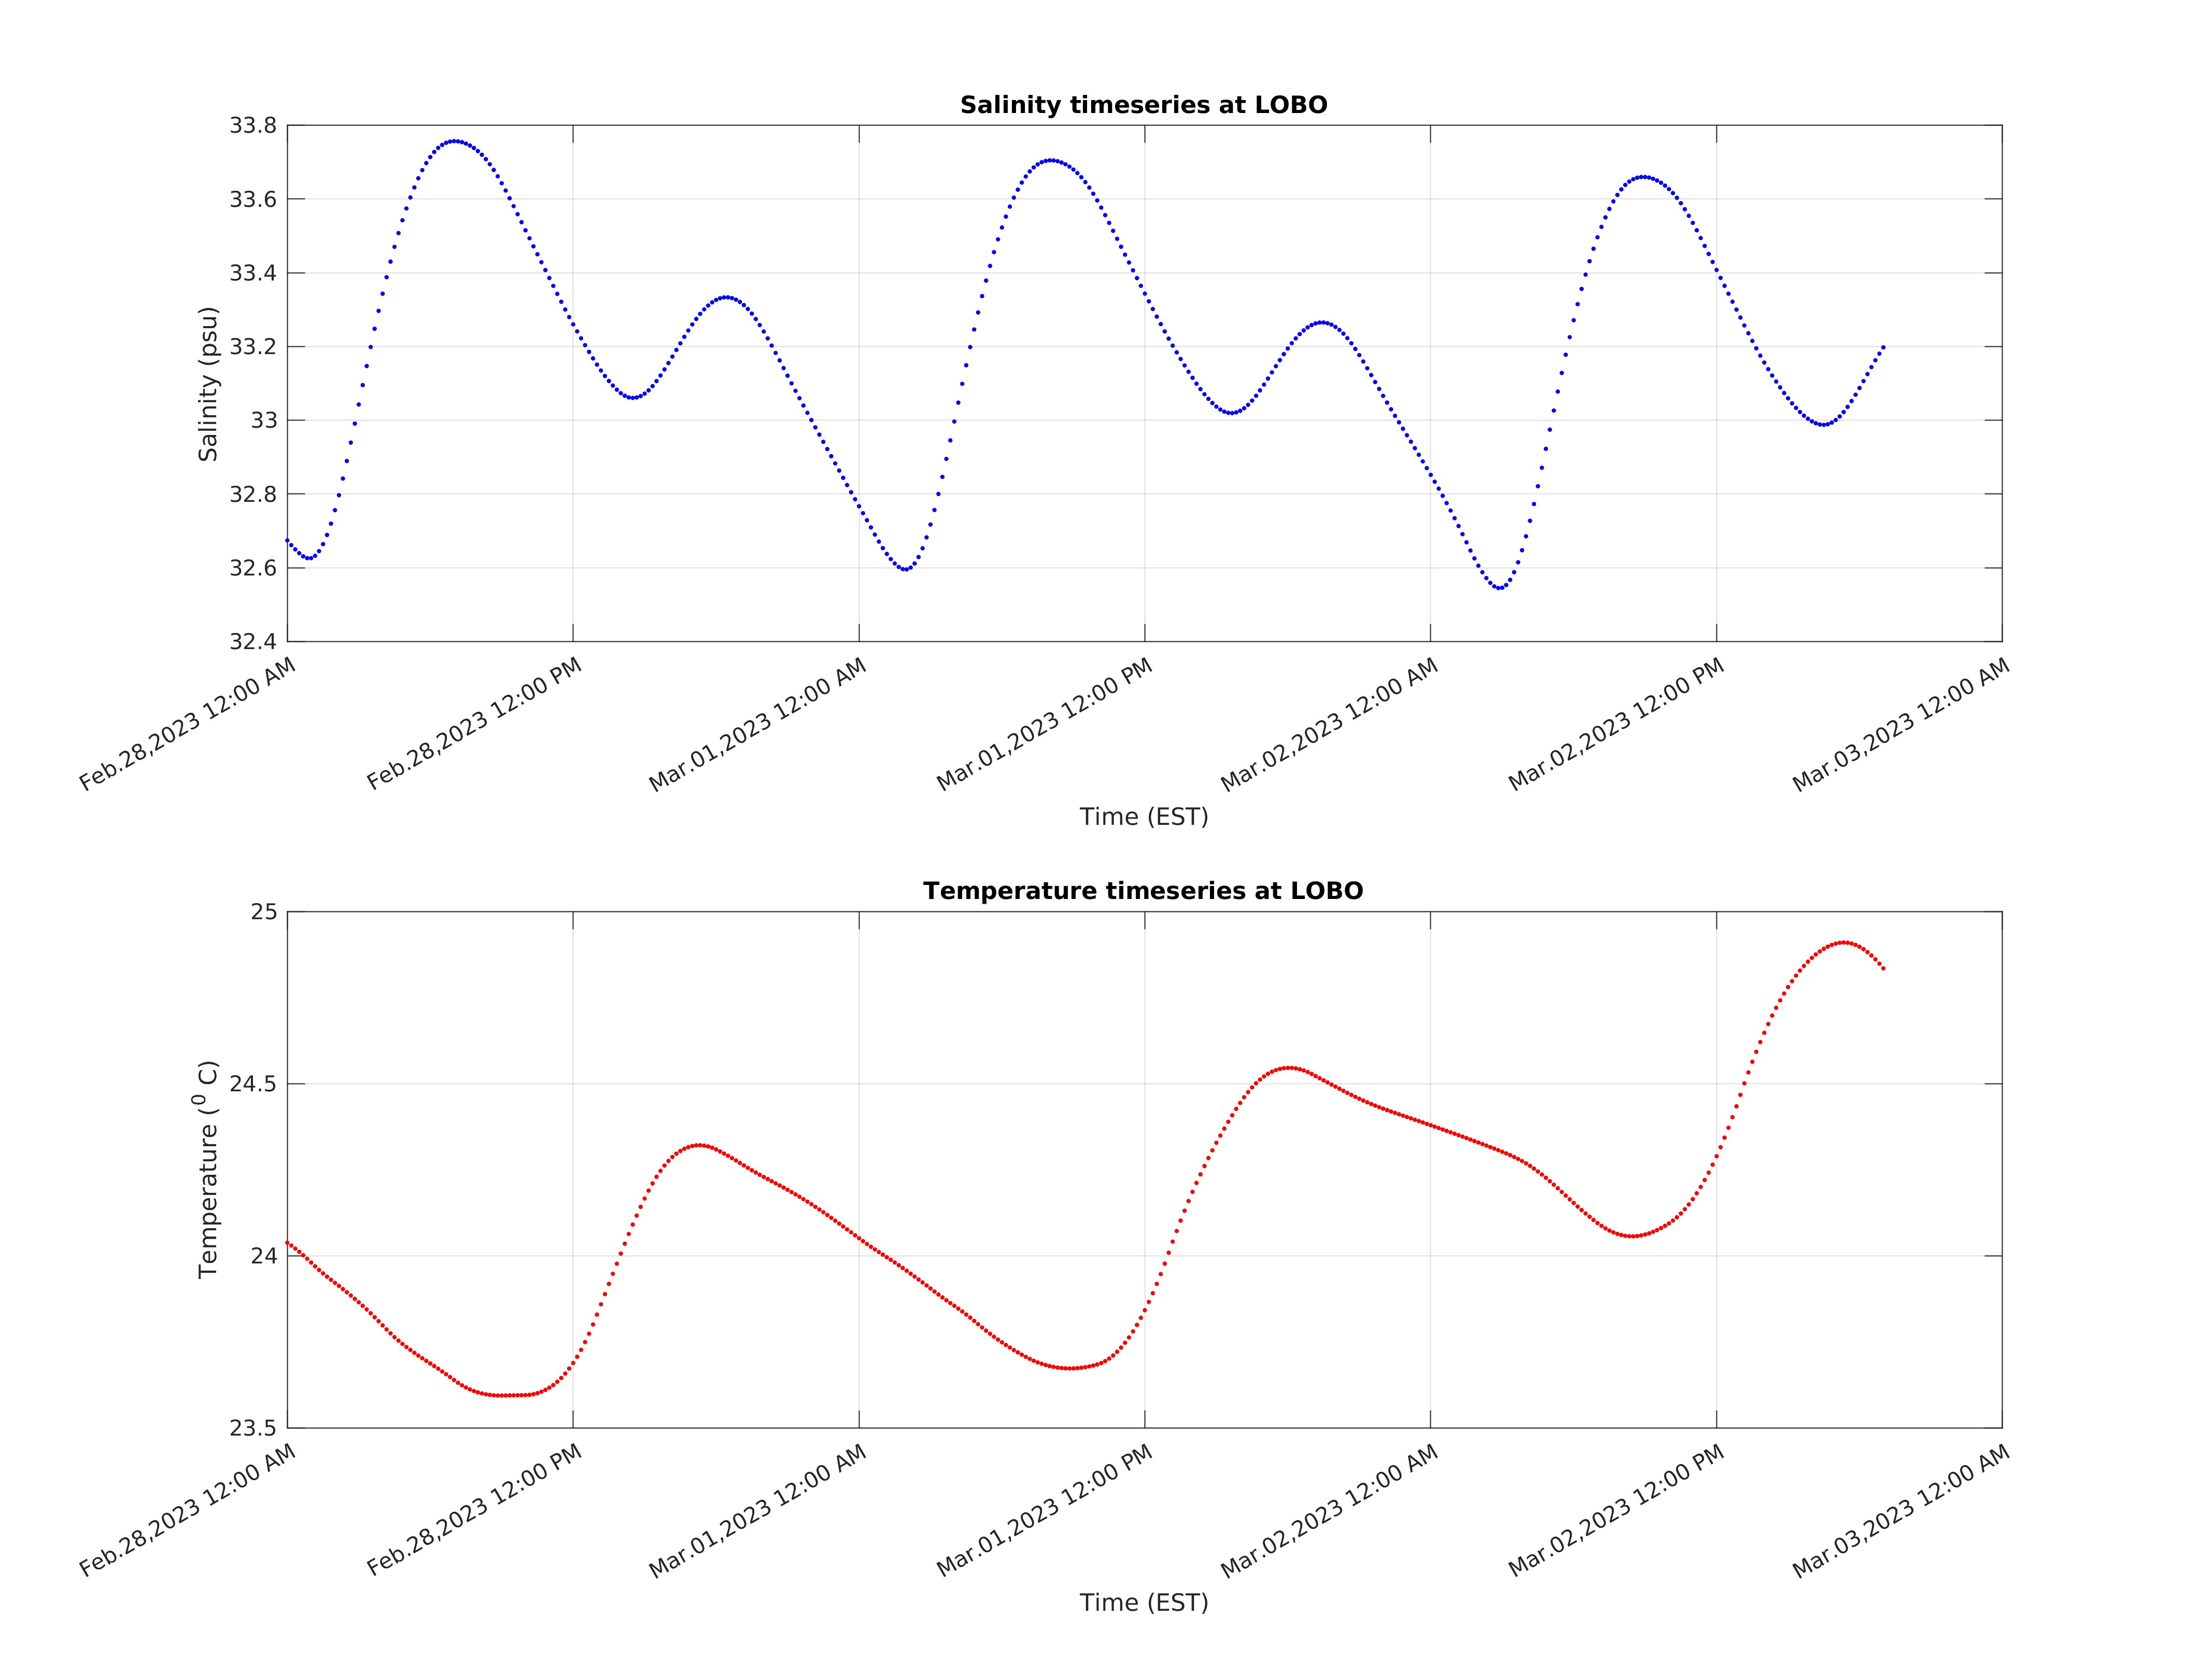 Salinity timeseries at LOBO
33.8
33.6
33.4
33.2
33
32.8
32.6
32.4
Salinity (psu)
Feb.28,2023 12:00 AM
Feb.28,2023 12:00 PM
Mar.01,2023 12:00 AM
Mar.01,2023 12:00 PM
Mar.02,2023 12:00 AM
Mar.02,2023 12:00 PM
Mar.03,2023 12:00 AM
Time (EST)
Temperature timeseries at LOBO
25
24.5
24
23.5
Temperature (⁰ C)
Feb.28,2023 12:00 AM
Feb.28,2023 12:00 PM
Mar.01,2023 12:00 AM
Mar.01,2023 12:00 PM
Mar.02,2023 12:00 AM
Mar.02,2023 12:00 PM
Mar.03,2023 12:00 AM
Time (EST)